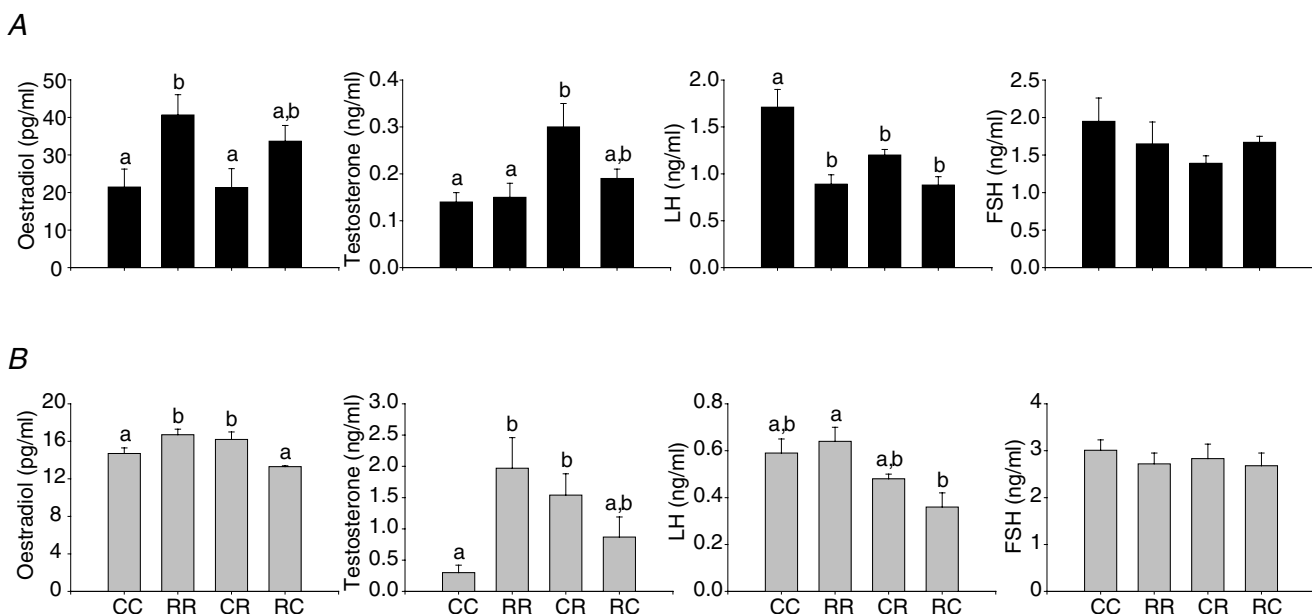 A
Oestradiol (pg/ml)
50
40
30
20
10
0
a
b
a
a,b
Testosterone (ng/ml)
0.4
0.3
0.2
0.1
0.0
a
a
b
a,b
LH (ng/ml)
2.0
1.5
1.0
0.5
0.0
a
b
b
b
FSH (ng/ml)
2.5
2.0
1.5
1.0
0.5
0.0
B
Oestradiol (pg/ml)
20
16
12
8
4
0
a
b
b
a
CC RR CR RC
Testosterone (ng/ml)
3.0
2.5
2.0
1.5
1.0
0.5
0.0
a
b
b
a,b
CC RR CR RC
LH (ng/ml)
0.8
0.6
0.4
0.2
0.0
a,b
a
a,b
b
CC RR CR RC
FSH (ng/ml)
4
3
2
1
0
CC RR CR RC